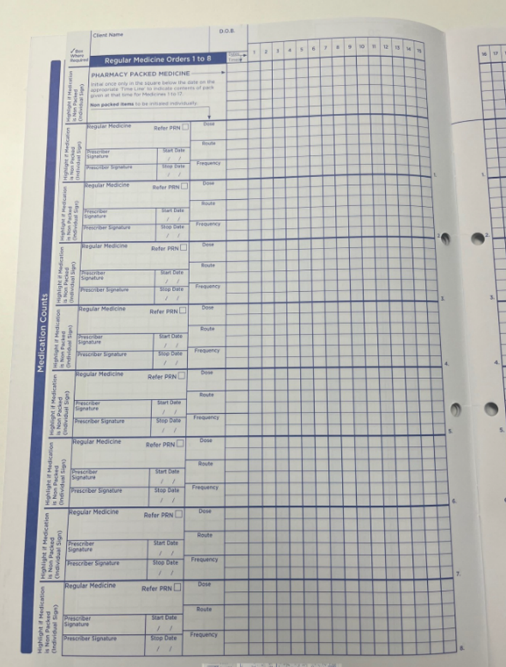 Client Name
D.O.B.
Regular Medicine Orders 1 to 8
1 2 3 4 5 6 7 8 9 10 11 12 13 14 15
PHARMACY PACKED MEDICINE
Initial once only in the square below the date on the
appropriate 'Time Line' to indicate contents of pack
given at that time for Medicines 1 to 17.
Non packed items to be initialed individually.
Medication Counts
Highlight if Medication
is Non Packed
(Individual Sign)
Highlight if Medication
is Non Packed
(Individual Sign)
Regular Medicine
Refer PRN
Dose
Route
Prescriber
Signature
Start Date
/ /
Prescriber Signature
Stop Date
/ /
Frequency
1.
Highlight if Medication
is Non Packed
(Individual Sign)
Regular Medicine
Refer PRN
Dose
Route
Prescriber
Signature
Start Date
/ /
Prescriber Signature
Stop Date
/ /
Frequency
2.
Highlight if Medication
is Non Packed
(Individual Sign)
Regular Medicine
Refer PRN
Dose
Route
Prescriber
Signature
Start Date
/ /
Prescriber Signature
Stop Date
/ /
Frequency
3.
Highlight if Medication
is Non Packed
(Individual Sign)
Regular Medicine
Refer PRN
Dose
Route
Prescriber
Signature
Start Date
/ /
Prescriber Signature
Stop Date
/ /
Frequency
4.
Highlight if Medication
is Non Packed
(Individual Sign)
Regular Medicine
Refer PRN
Dose
Route
Prescriber
Signature
Start Date
/ /
Prescriber Signature
Stop Date
/ /
Frequency
5.
Highlight if Medication
is Non Packed
(Individual Sign)
Regular Medicine
Refer PRN
Dose
Route
Prescriber
Signature
Start Date
/ /
Prescriber Signature
Stop Date
/ /
Frequency
6.
Highlight if Medication
is Non Packed
(Individual Sign)
Regular Medicine
Refer PRN
Dose
Route
Prescriber
Signature
Start Date
/ /
Prescriber Signature
Stop Date
/ /
Frequency
7.
Highlight if Medication
is Non Packed
(Individual Sign)
Regular Medicine
Refer PRN
Dose
Route
Prescriber
Signature
Start Date
/ /
Prescriber Signature
Stop Date
/ /
Frequency
8.
16 17
1.
2.
3.
4.
5.